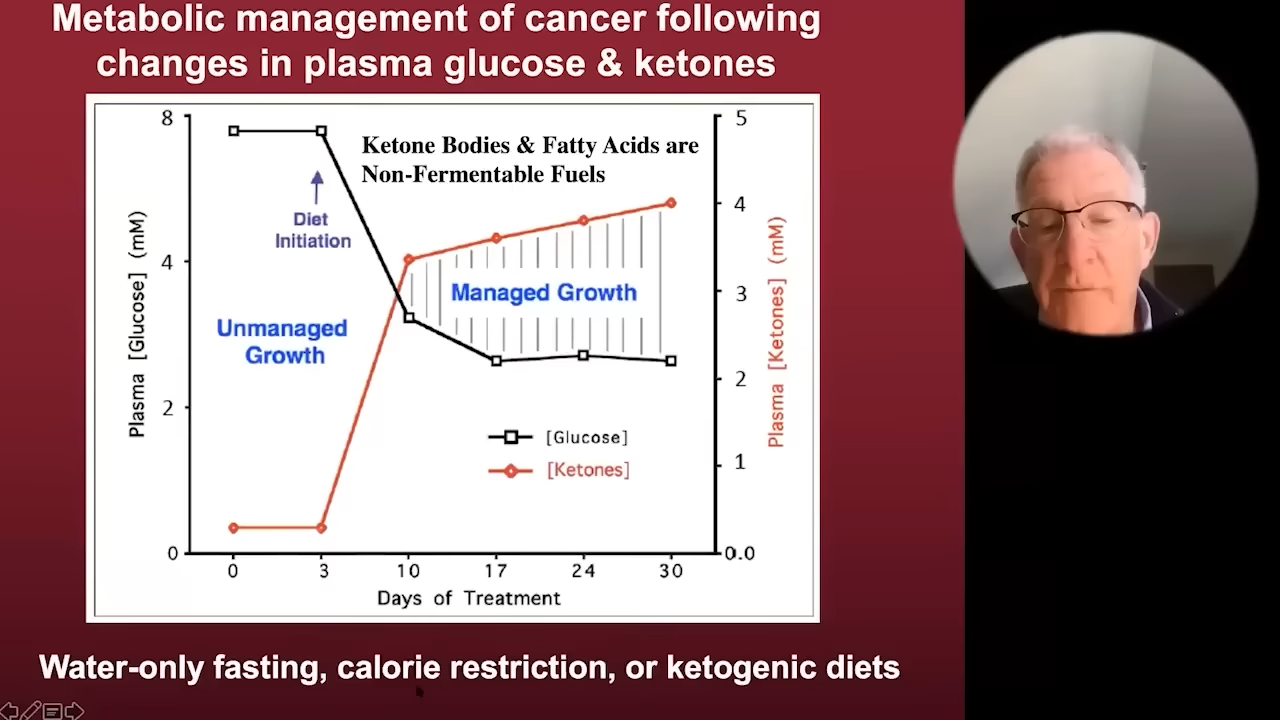 Metabolic management of cancer following
changes in plasma glucose & ketones
8
5
Ketone Bodies & Fatty Acids are
Non-Fermentable Fuels
4
Diet
Initiation
Plasma [Glucose] (mM)
4
Plasma [Ketones] (mM)
3
Managed Growth
Unmanaged
Growth
2
2
[Glucose]
1
[Ketones]
0
0.0
0 3 10 17 24 30
Days of Treatment
Water-only fasting, calorie restriction, or ketogenic diets